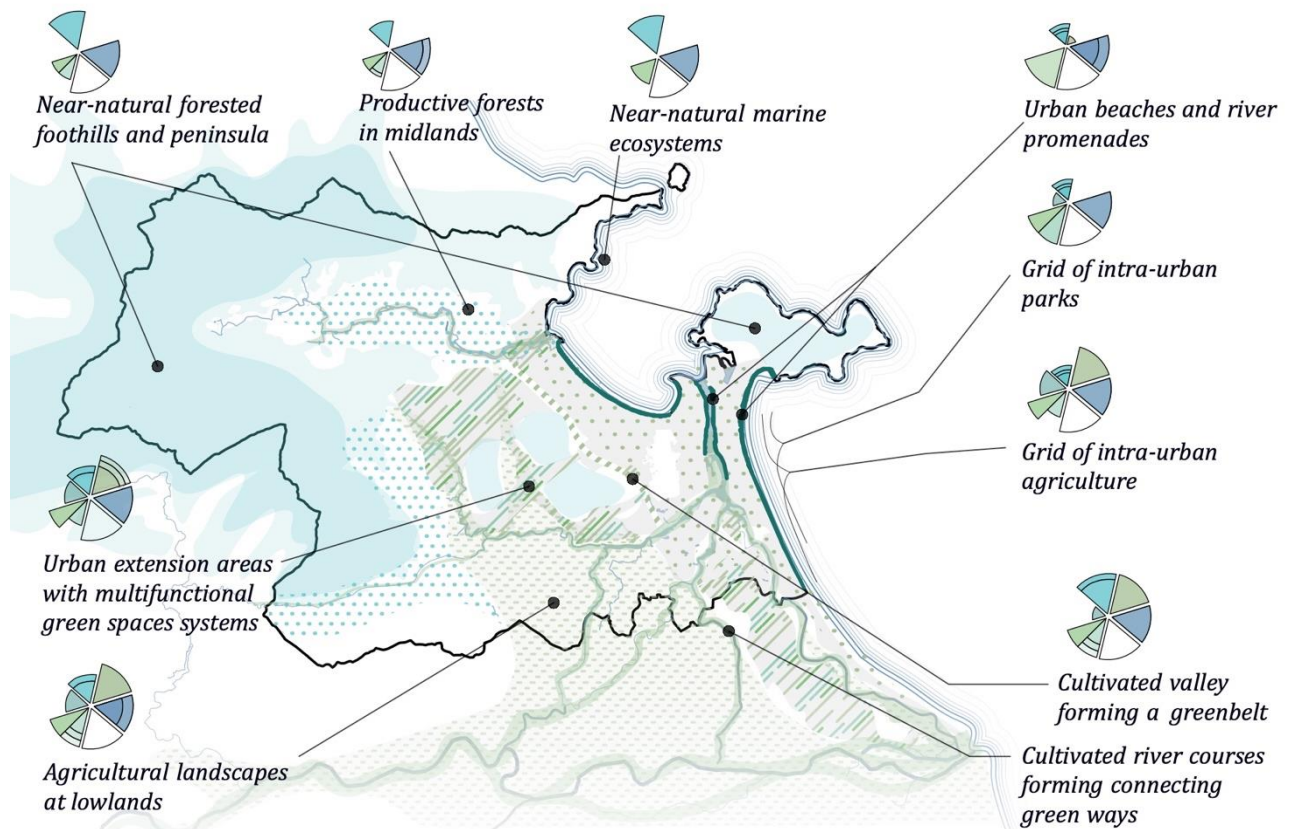 Near-natural forested
foothills and peninsula
Productive forests
in midlands
Near-natural marine
ecosystems
Urban beaches and river
promenades
Grid of intra-urban
parks
Grid of intra-urban
agriculture
Urban extension areas
with multifunctional
green spaces systems
Cultivated valley
forming a greenbelt
Agricultural landscapes
at lowlands
Cultivated river courses
forming connecting
green ways